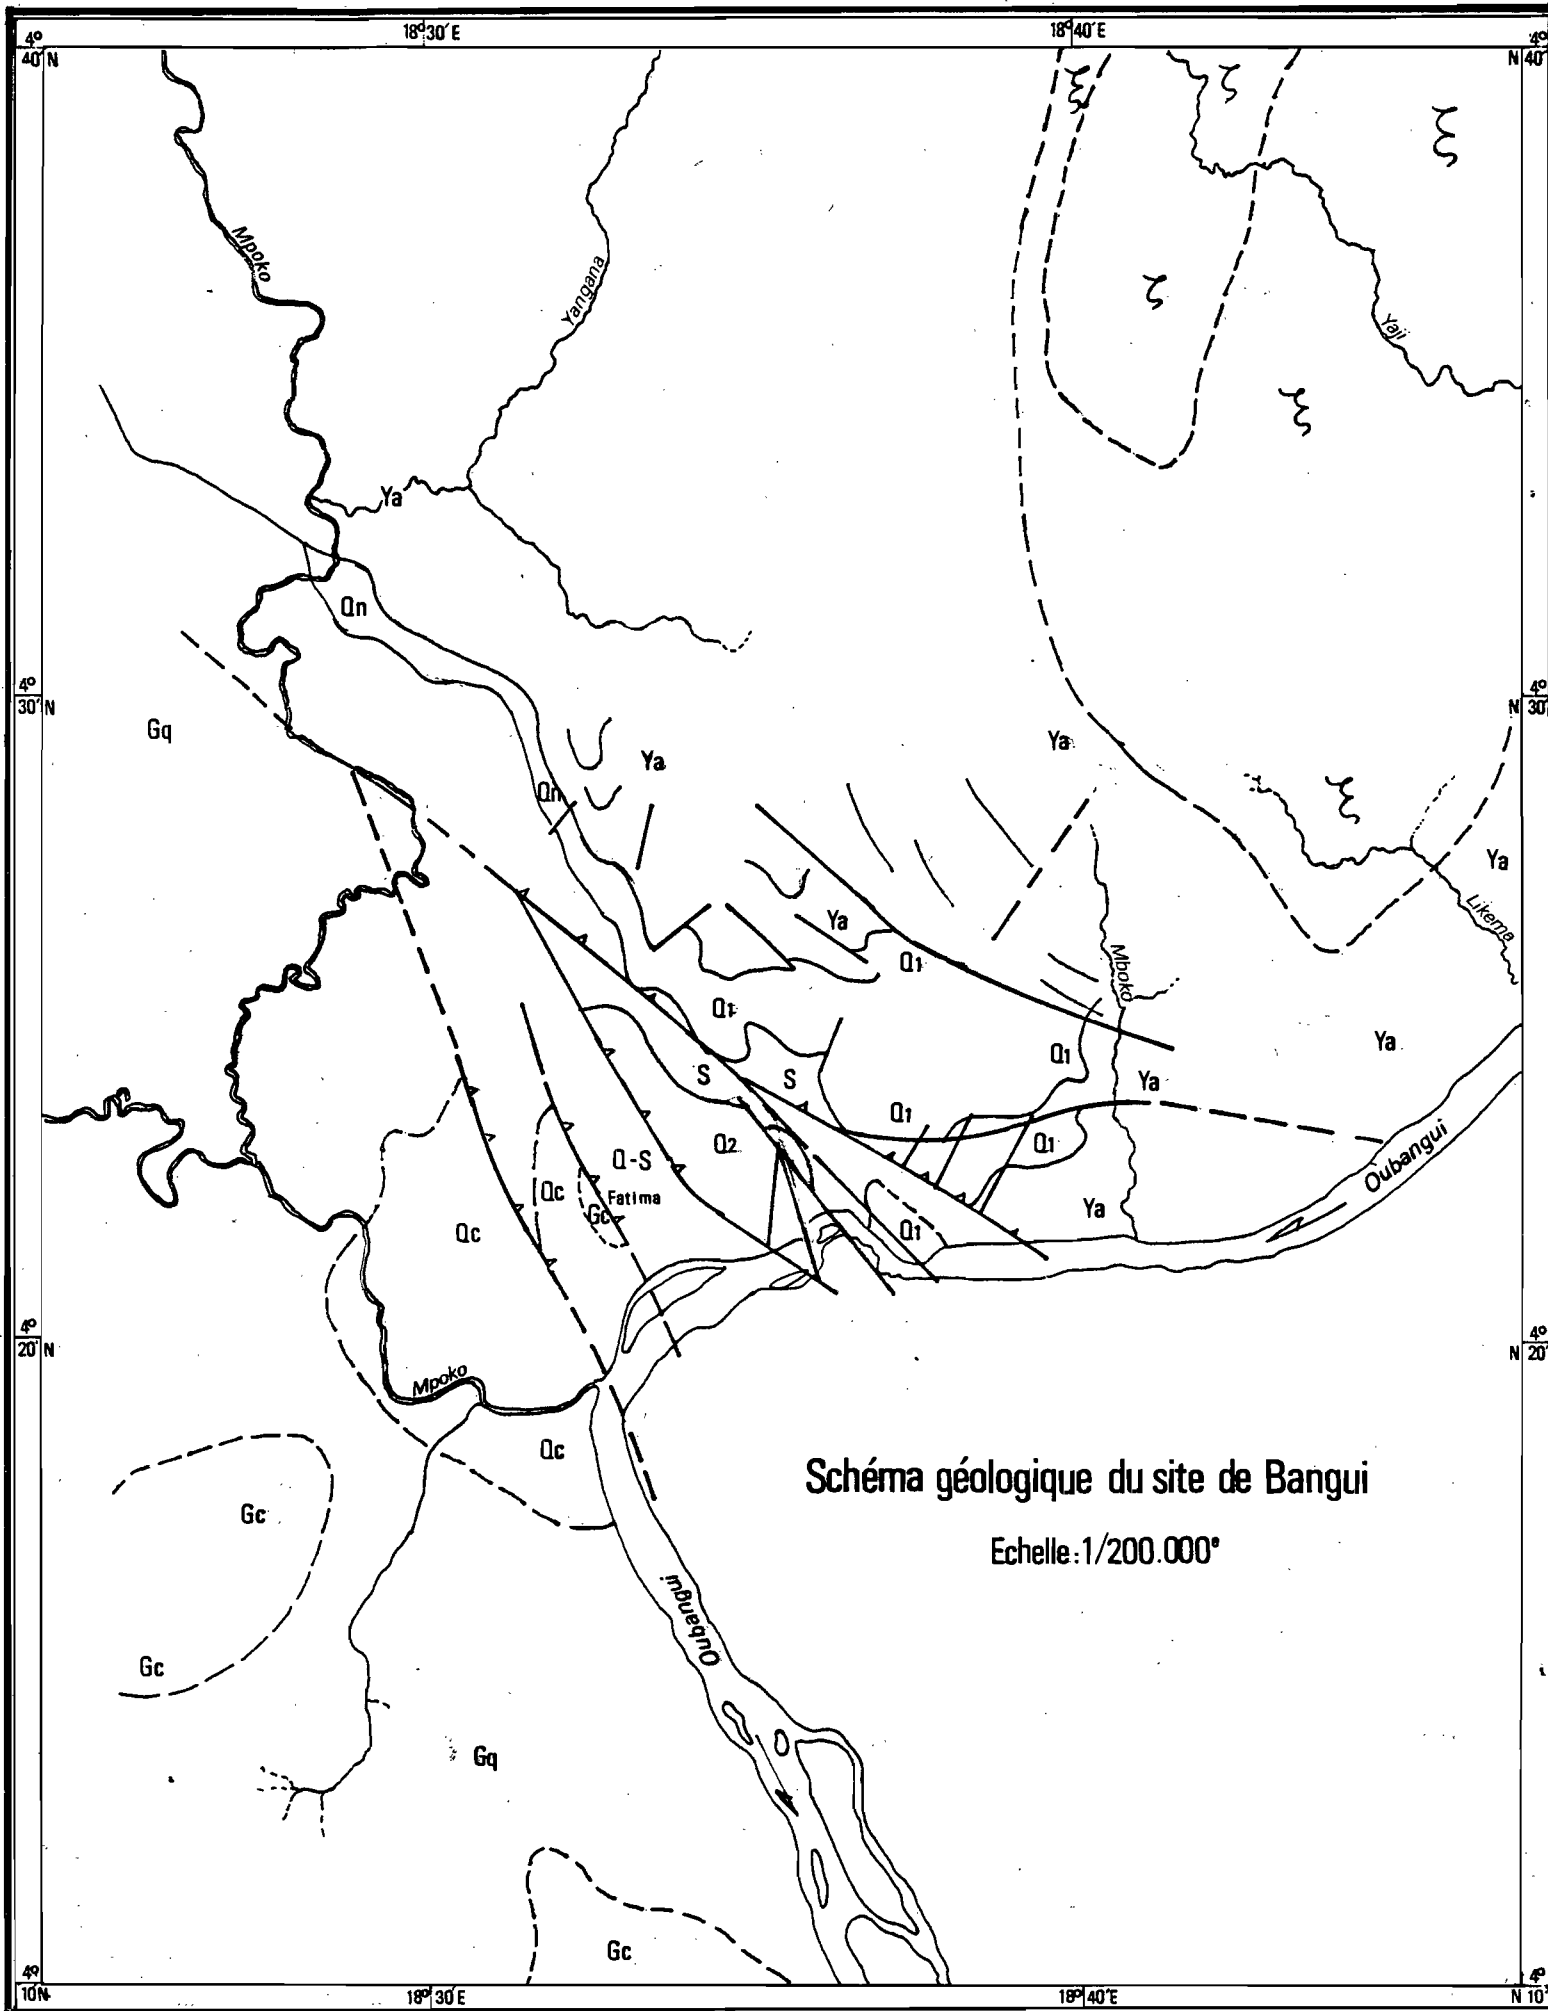 18°30'E
18°40'E
4°
40'N
4°
N 40'
ξ
ζ
ξ
Mpoko
Yangana
ζ
Yaji
ξ
Ya
Qn
4°
30'N
4°
N 30'
Gq
Ya
Ya
Qn
ξ
Ya
Ya
Likema
Q1
Mboko
Q1
Ya
S
S
Q1
Ya
Q1
Q2
Q1
Oubangui
Q-S
Qc
Fatima
Gc
Ya
Qc
Q1
4°
20'N
4°
N 20'
Mpoko
Qc
Schéma géologique du site de Bangui
Gc
Echelle:1/200.000°
Oubangui
Gc
Gq
Gc
4°
10N
4°
N 10'
18°30'E
18°40'E